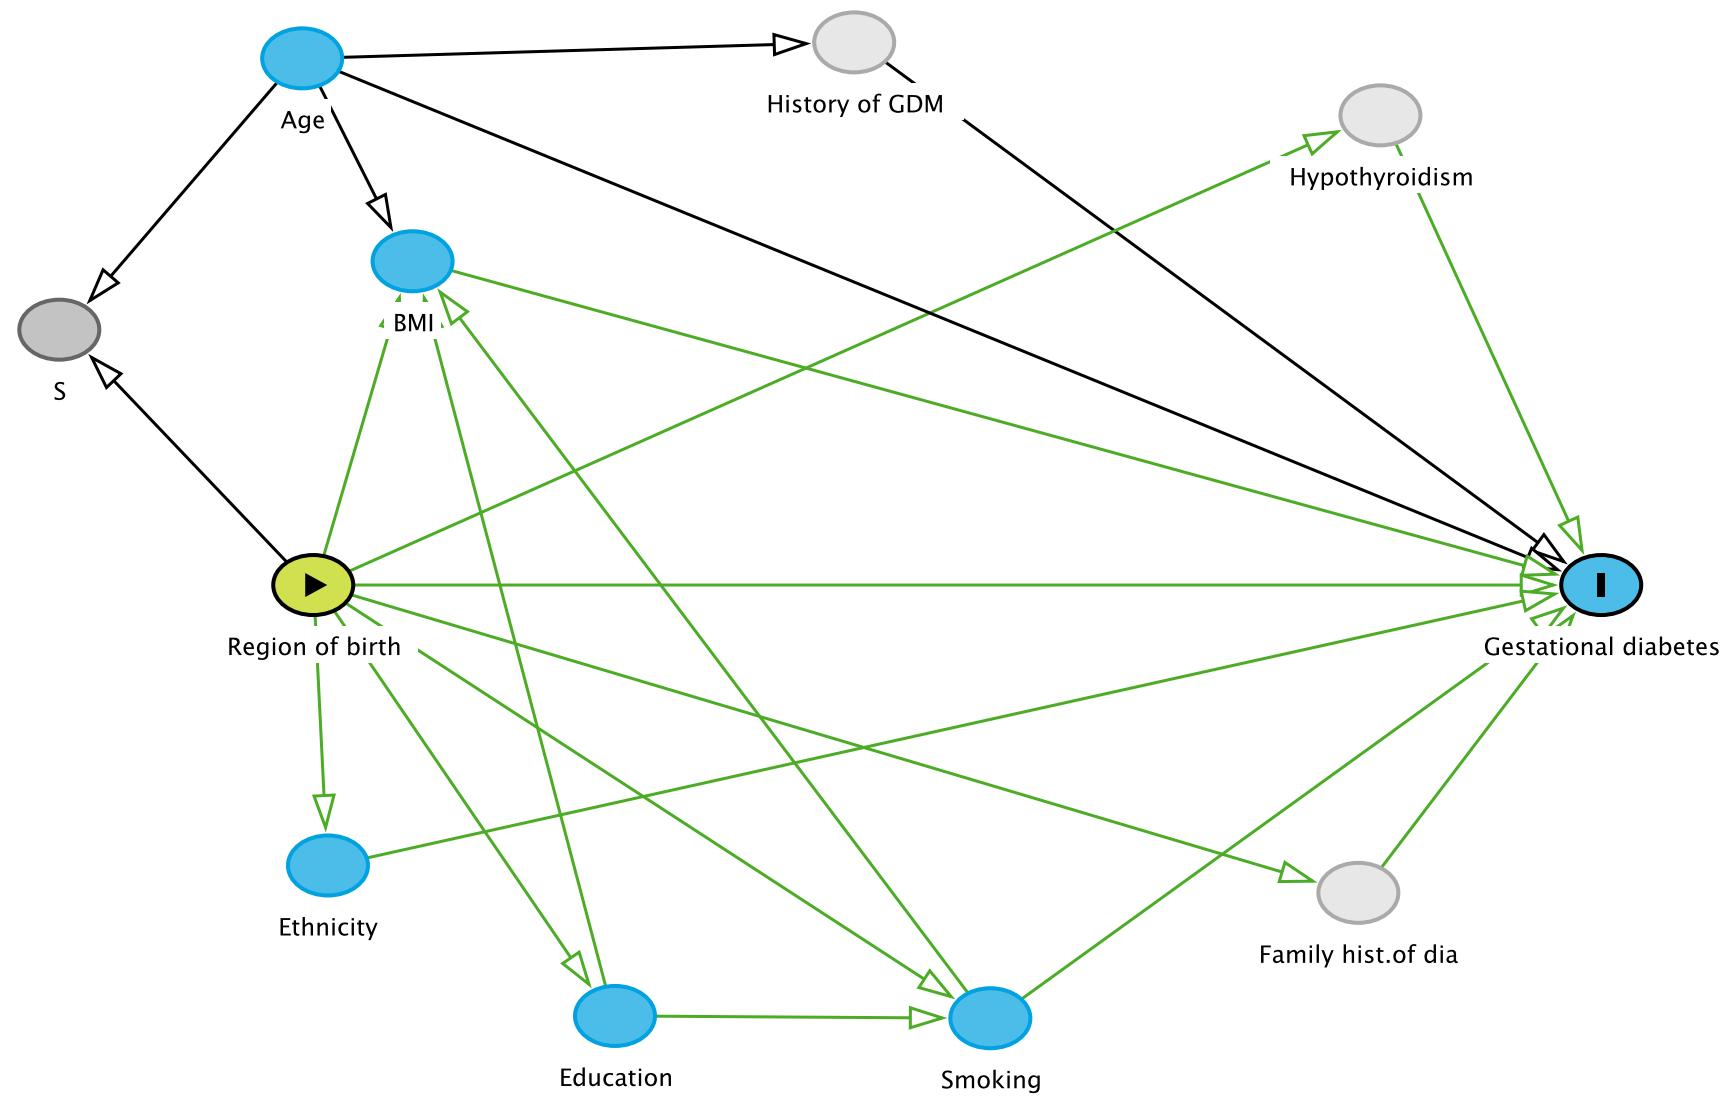 Age
History of GDM
Hypothyroidism
BMI
S
Region of birth
Gestational diabetes
Ethnicity
Family hist.of dia
Education
Smoking